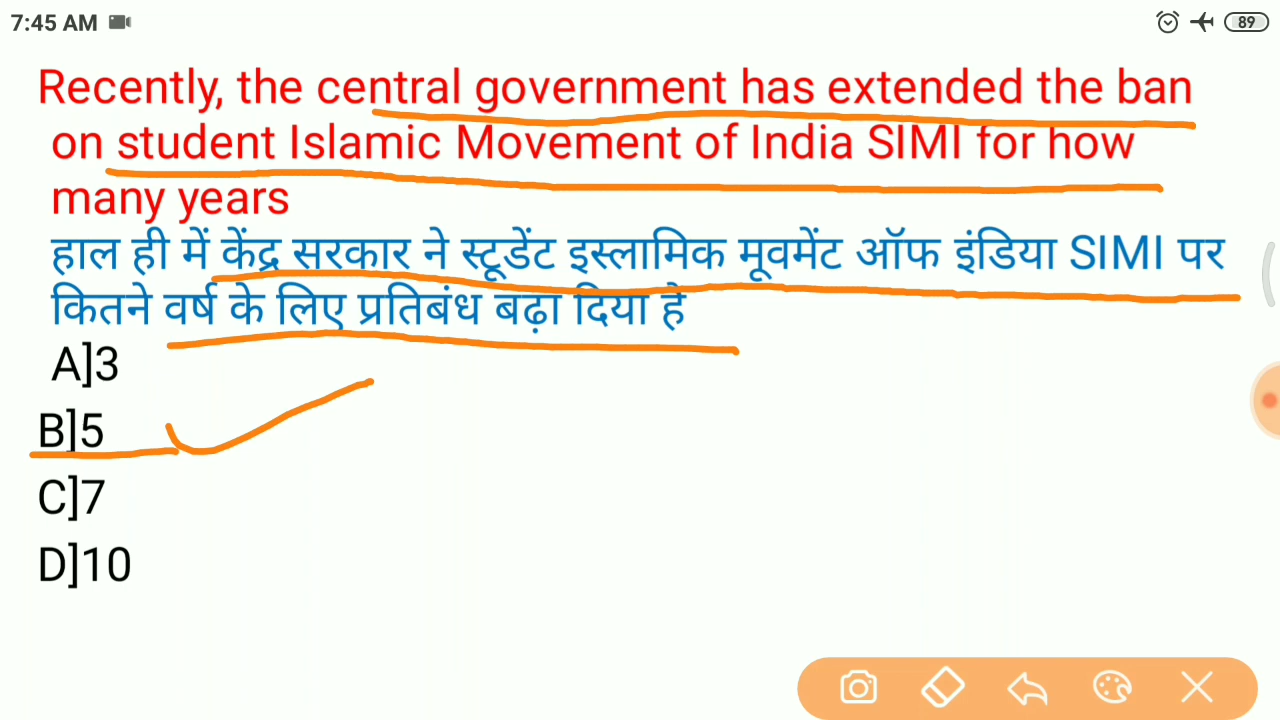 7:45 AM
89
Recently, the central government has extended the ban
on student Islamic Movement of India SIMI for how
many years
हाल ही में केंद्र सरकार ने स्टूडेंट इस्लामिक मूवमेंट ऑफ इंडिया SIMI पर
कितने वर्ष के लिए प्रतिबंध बढ़ा दिया हे
A]3
B]5
C]7
D]10